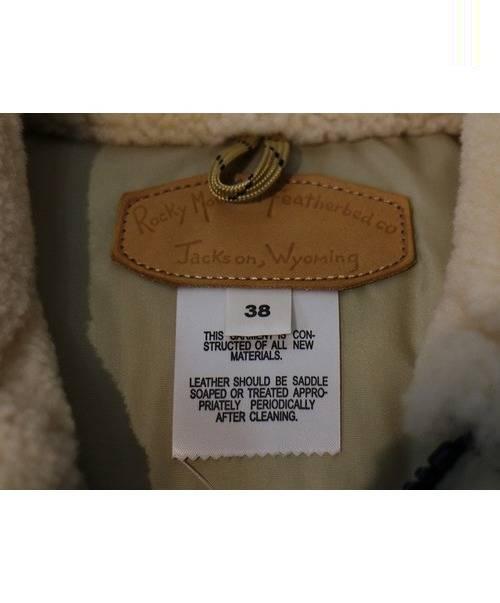 Rocky Mo Featherbed co
Jackson, Wyoming
38
THIS GARMENT IS CON-
STRUCTED OF ALL NEW
MATERIALS.
LEATHER SHOULD BE SADDLE
SOAPED OR TREATED APPRO-
PRIATELY PERIODICALLY
AFTER CLEANING.